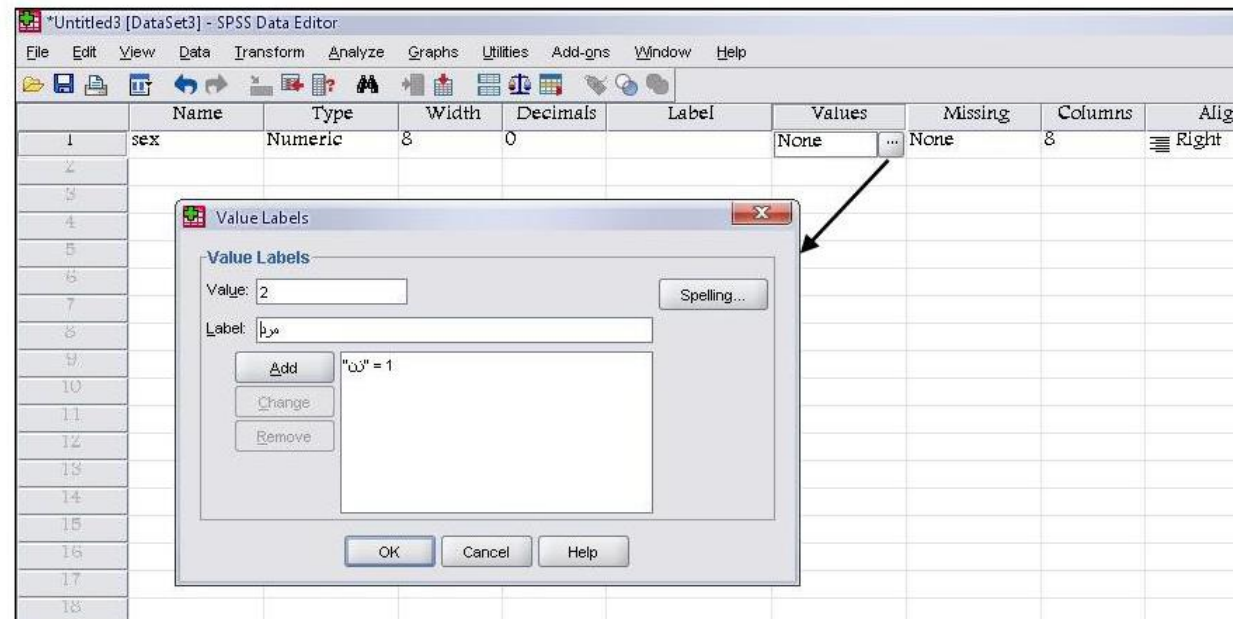 *Untitled3 [DataSet3] - SPSS Data Editor
File Edit View Data Transform Analyze Graphs Utilities Add-ons Window Help
Name Type Width Decimals Label Values Missing Columns Alig
1 sex Numeric 8 0 None ... None 8 Right
2
3
4
5
6
7
8
9
10
11
12
13
14
15
16
17
18
Value Labels
Value Labels
Value: 2
Spelling...
Label: مرد
Add
1 = "زن"
Change
Remove
OK Cancel Help